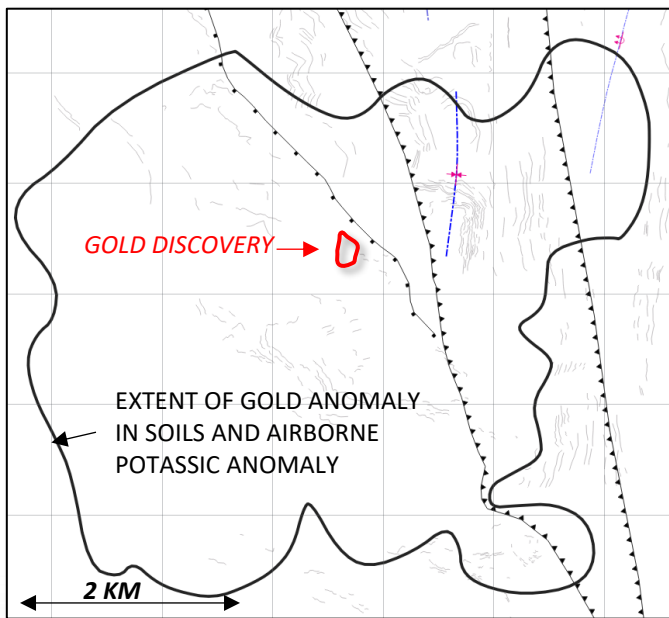 GOLD DISCOVERY
EXTENT OF GOLD ANOMALY
IN SOILS AND AIRBORNE
POTASSIC ANOMALY
2 KM